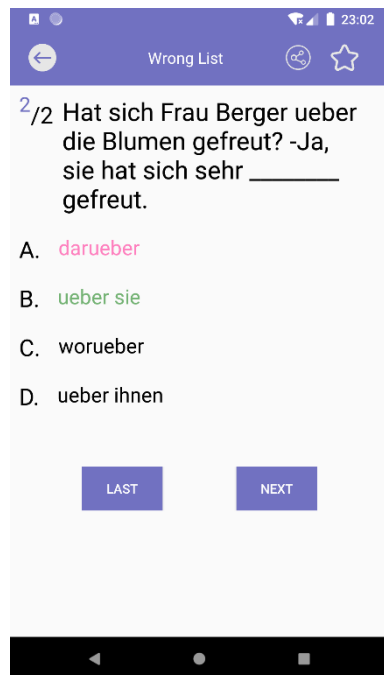 23:02
Wrong List
2/2 Hat sich Frau Berger ueber
die Blumen gefreut? -Ja,
sie hat sich sehr ________
gefreut.
A. darueber
B. ueber sie
C. worueber
D. ueber ihnen
LAST NEXT